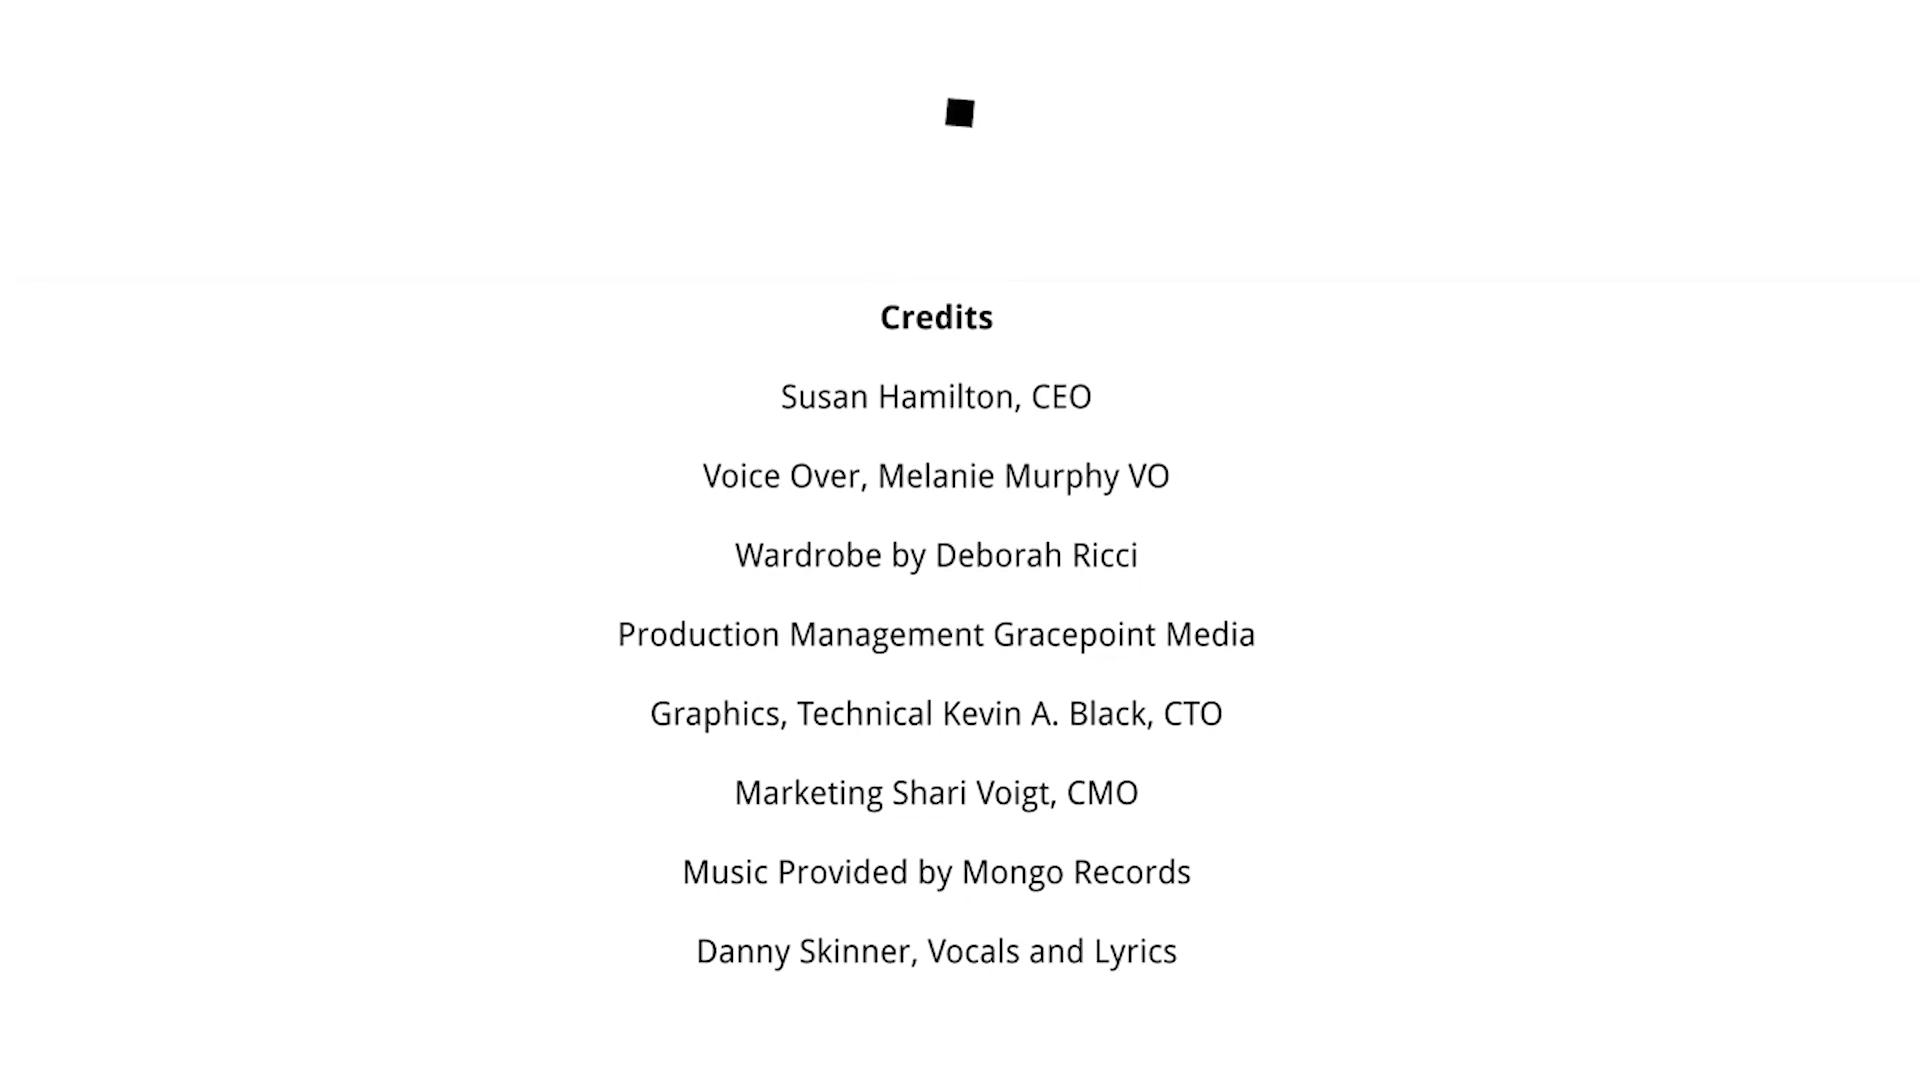 Credits
Susan Hamilton, CEO
Voice Over, Melanie Murphy VO
Wardrobe by Deborah Ricci
Production Management Gracepoint Media
Graphics, Technical Kevin A. Black, CTO
Marketing Shari Voigt, CMO
Music Provided by Mongo Records
Danny Skinner, Vocals and Lyrics